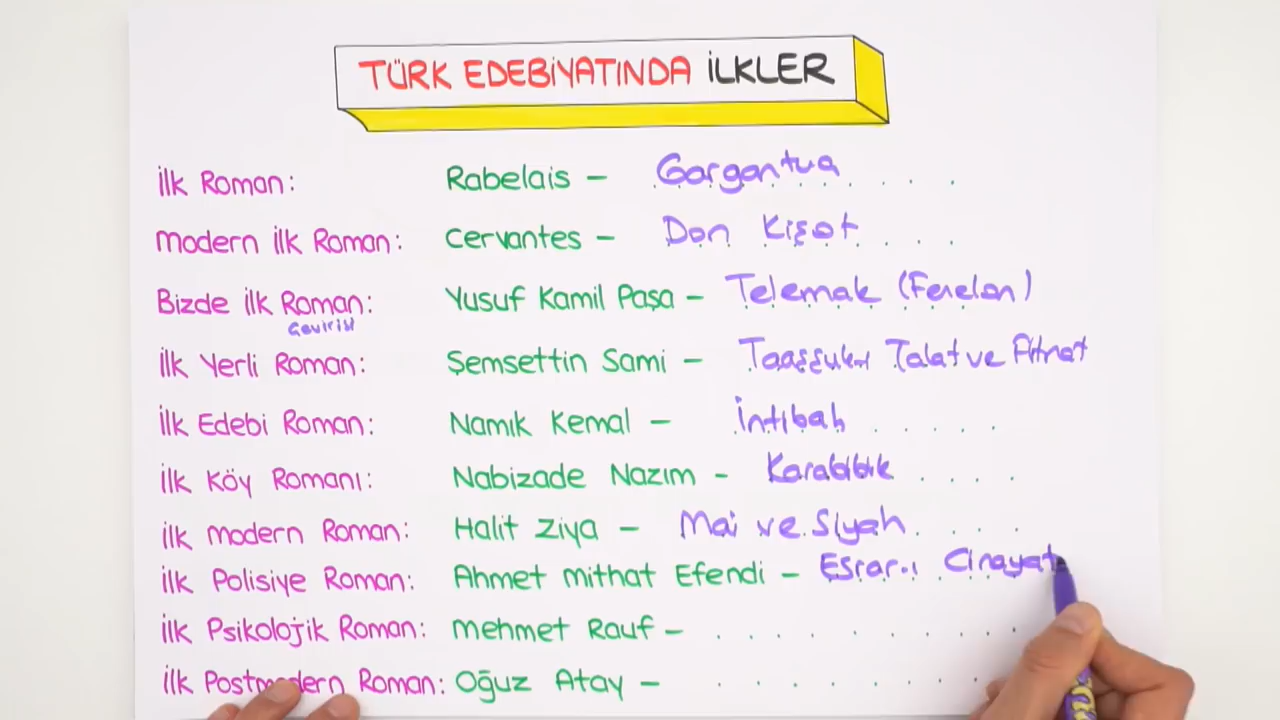 TÜRK EDEBİYATINDA İLKLER
İlk Roman: Rabelais – Gargantua
Modern İlk Roman: Cervantes – Don Kişot
Bizde İlk Roman: Yusuf Kamil Paşa – Telemak (Fenelon)
Çevirisi
İlk Yerli Roman: Şemsettin Sami – Taaşşuk-ı Talat ve Fitnat
İlk Edebi Roman: Namık Kemal – İntibah
İlk Köy Romanı: Nabizade Nazım – Karabibik
İlk Modern Roman: Halit Ziya – Mai ve Siyah
İlk Polisiye Roman: Ahmet Mithat Efendi – Esrar-ı Cinayat
İlk Psikolojik Roman: Mehmet Rauf –
İlk Postmodern Roman: Oğuz Atay –